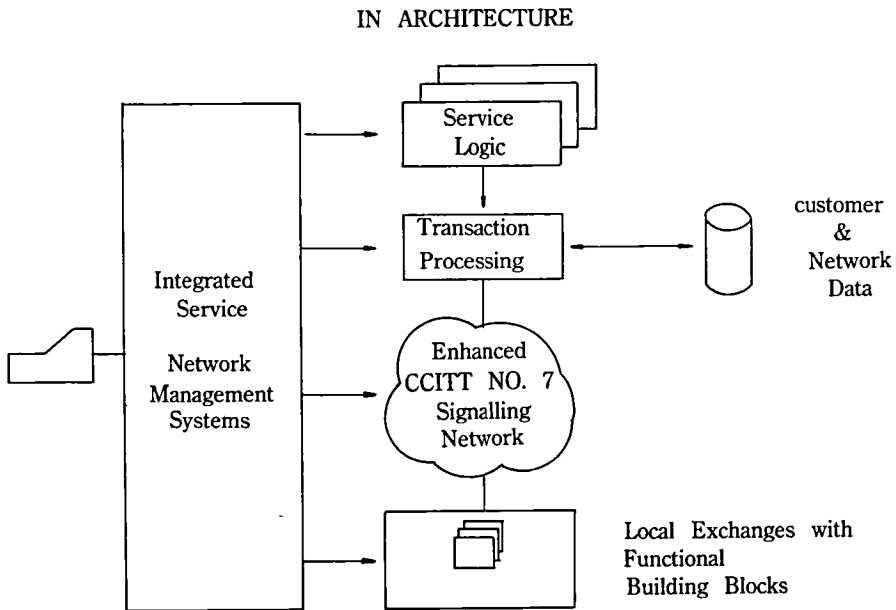 IN ARCHITECTURE
Service
Logic
Transaction
Processing
customer
&
Network
Data
Integrated
Service
Network
Management
Systems
Enhanced
CCITT NO. 7
Signalling
Network
Local Exchanges with
Functional
Building Blocks